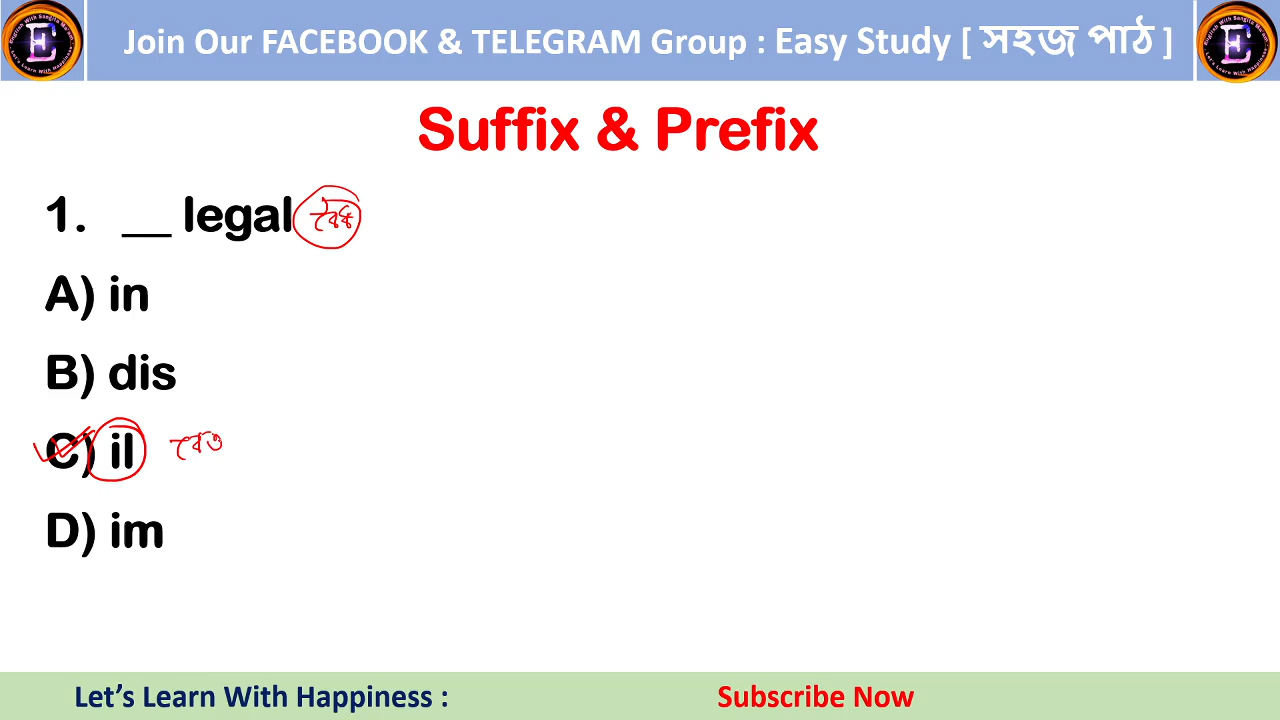 Join Our FACEBOOK & TELEGRAM Group : Easy Study [ সহজ পাঠ ]
Suffix & Prefix
1. __ legal বৈধ
A) in
B) dis
C) il
D) im
Let's Learn With Happiness : Subscribe Now